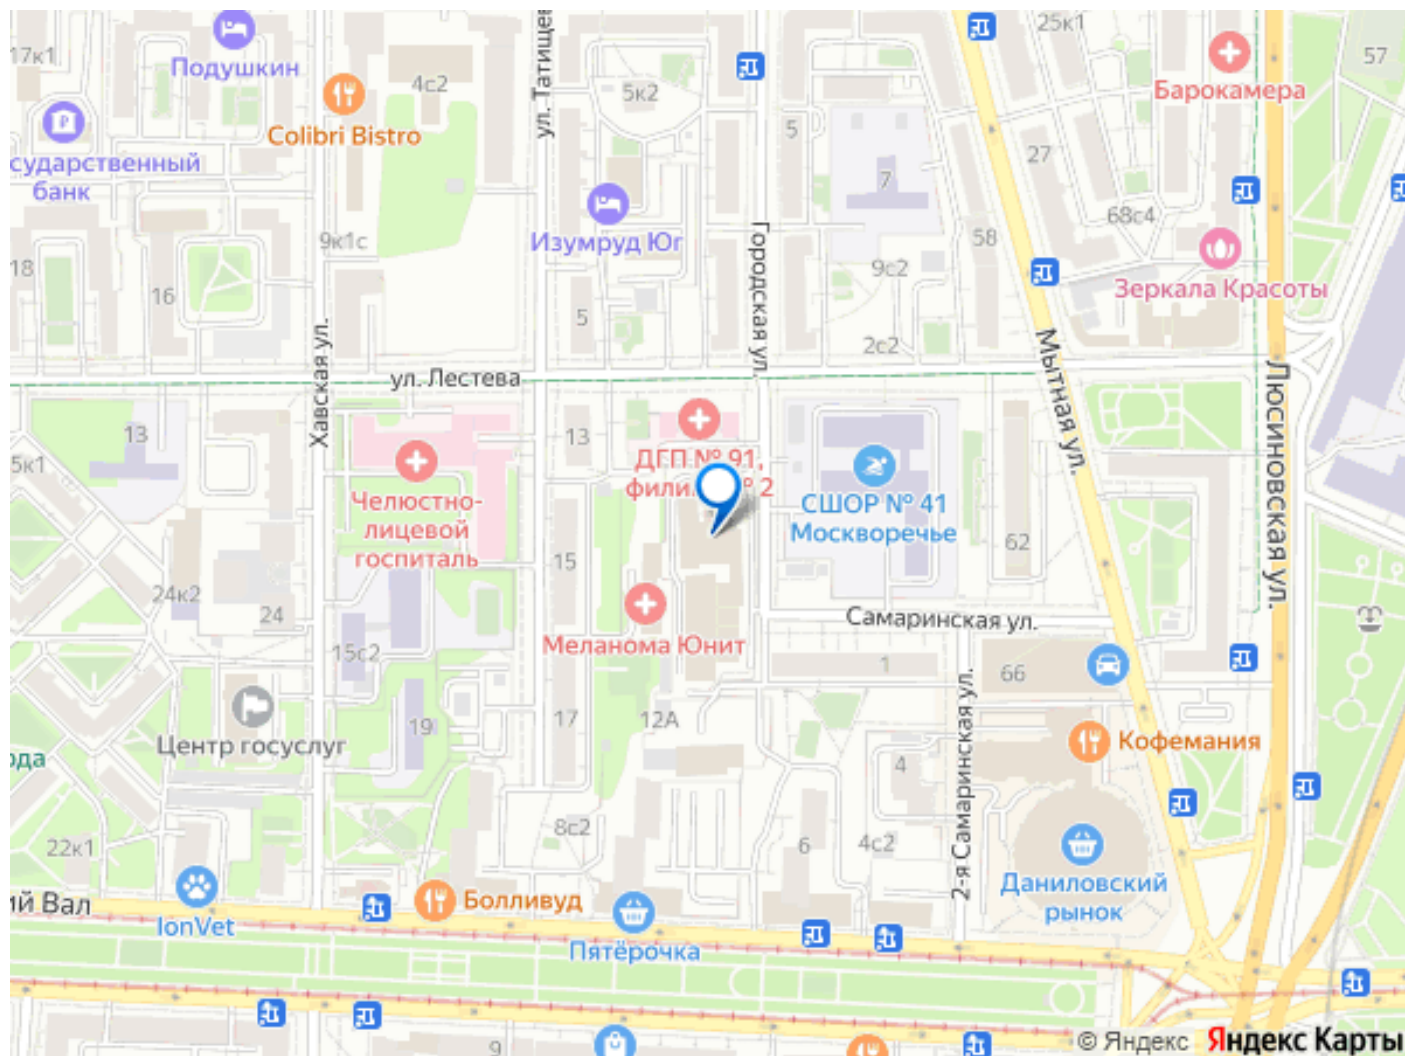 17к1
Подушкин
4с2
ул. Татищев
5к2
25к1
57
Барокамера
Colibri Bistro
сударственный
банк
5
27
7
68с4
9к1с
Изумруд Юг
Городская ул.
58
Зеркала Красоты
18
16
5
9с2
2с2
Хавская ул.
ул. Лестева
Мытная ул.
Люсиновская ул.
13
5к1
13
ДГП № 91,
Челюстно-
лицевой
госпиталь
СШОР № 41
Москворечье
15
62
24к2
24
Меланома Юнит
Самаринская ул.
15с2
1
66
2-я Самаринская ул.
Центр госуслуг
19
17
12А
Кофемания
ода
4
22к1
8с2
6
4с2
Даниловский
рынок
ий Вал
IonVet
Болливуд
Пятёрочка
9
© Яндекс Яндекс Карты